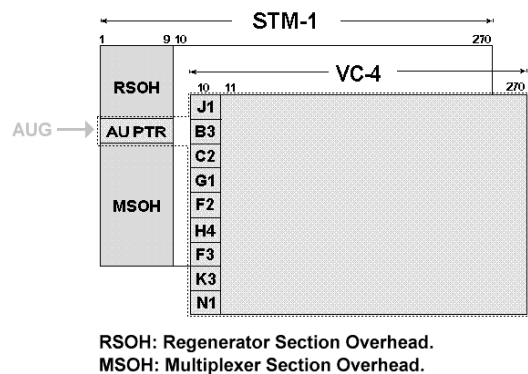 STM-1
1 9 10 270
VC-4
10 11 270
RSOH
J1
AUG AU PTR B3
C2
G1
MSOH F2
H4
F3
K3
N1
RSOH: Regenerator Section Overhead.
MSOH: Multiplexer Section Overhead.